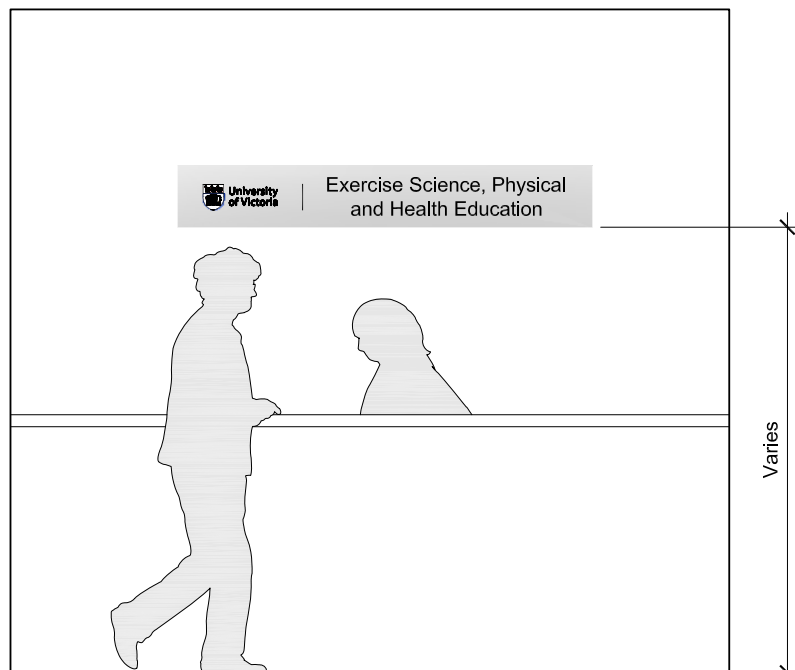 University
of Victoria
Exercise Science, Physical
and Health Education
Varies